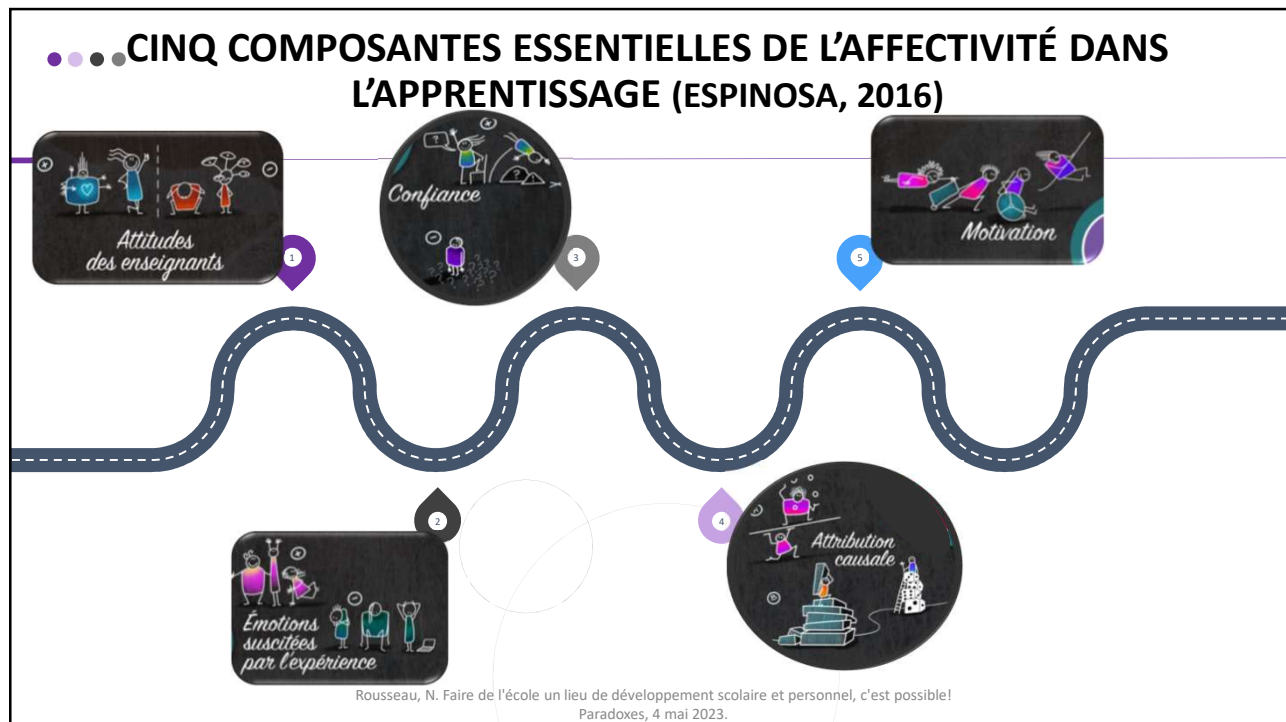 CINQ COMPOSANTES ESSENTIELLES DE L’AFFECTIVITÉ DANS
L’APPRENTISSAGE (ESPINOSA, 2016)
Attitudes
des enseignants
1
2
Émotions
suscitées
par l'expérience
Confiance
3
4
Attribution
causale
5
Motivation
Rousseau, N. Faire de l'école un lieu de développement scolaire et personnel, c'est possible!
Paradoxes, 4 mai 2023.